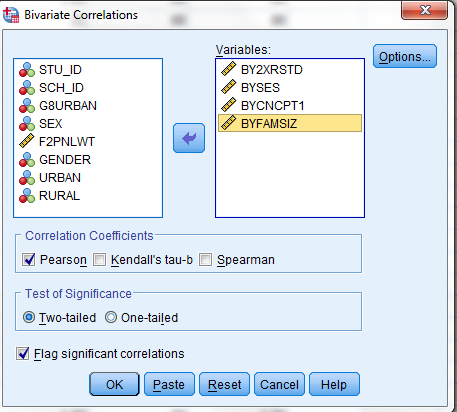 Bivariate Correlations
Variables:
STU_ID
SCH_ID
G8URBAN
SEX
F2PNLWT
GENDER
URBAN
RURAL
BY2XRSTD
BYSES
BYCNCPT1
BYFAMSIZ
Options...
Correlation Coefficients
Pearson Kendall's tau-b Spearman
Test of Significance
Two-tailed One-tailed
Flag significant correlations
OK Paste Reset Cancel Help